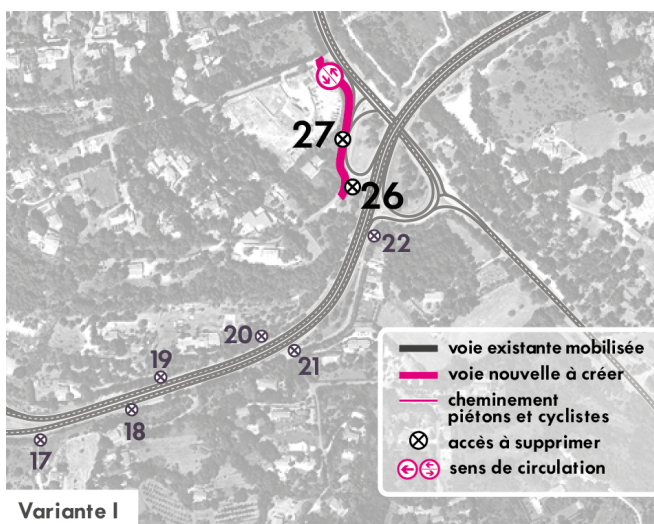 27
26
22
20
21
19
18
17
voie existante mobilisée
voie nouvelle à créer
cheminement
piétons et cyclistes
accès à supprimer
sens de circulation
Variante I